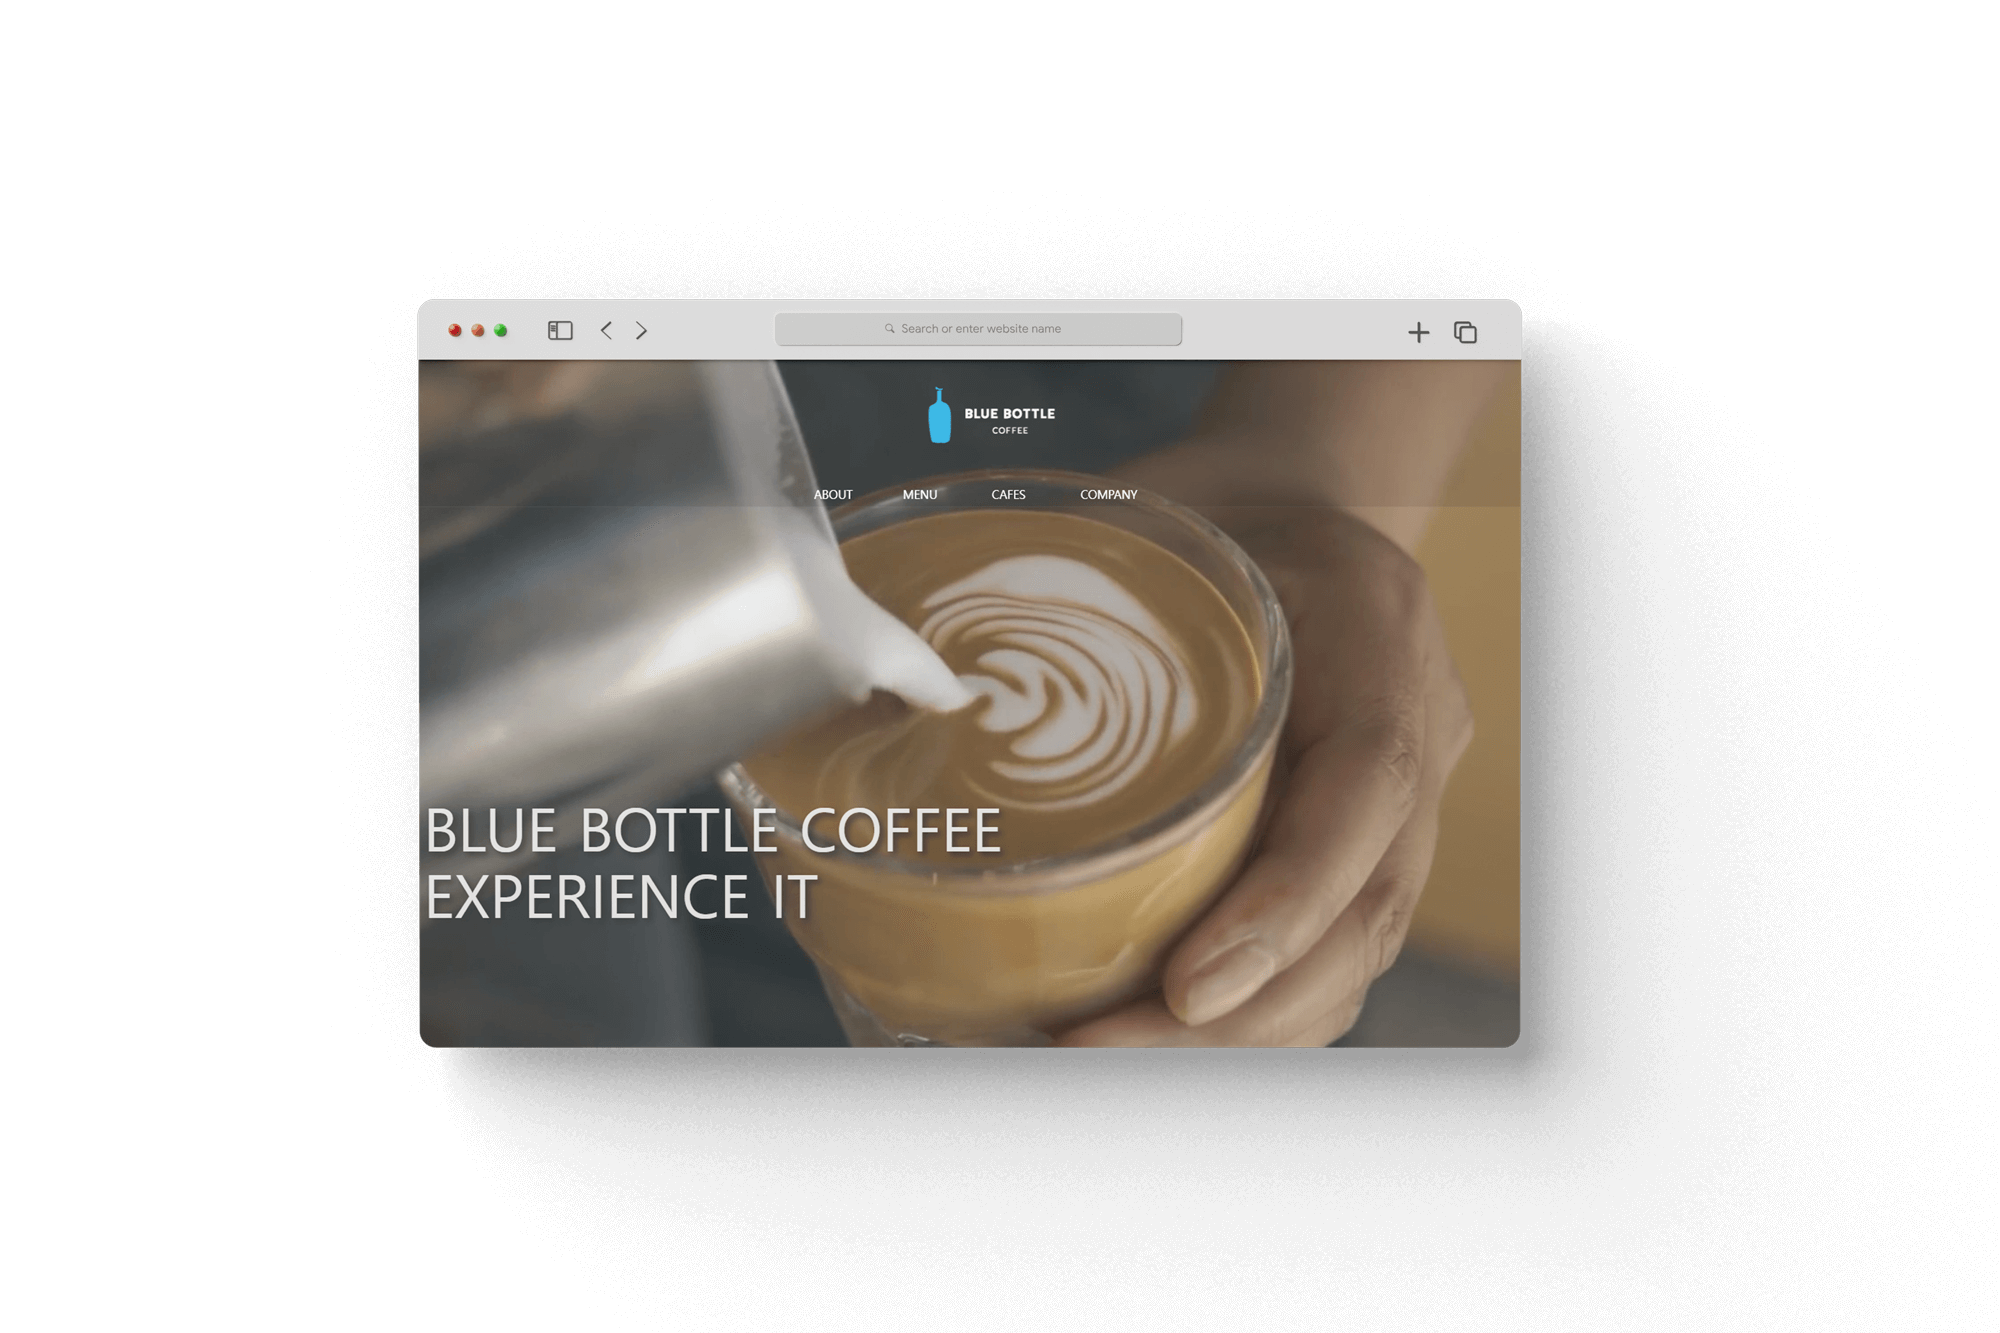 Search or enter website name
BLUE BOTTLE
COFFEE
ABOUT MENU CAFES COMPANY
BLUE BOTTLE COFFEE
EXPERIENCE IT